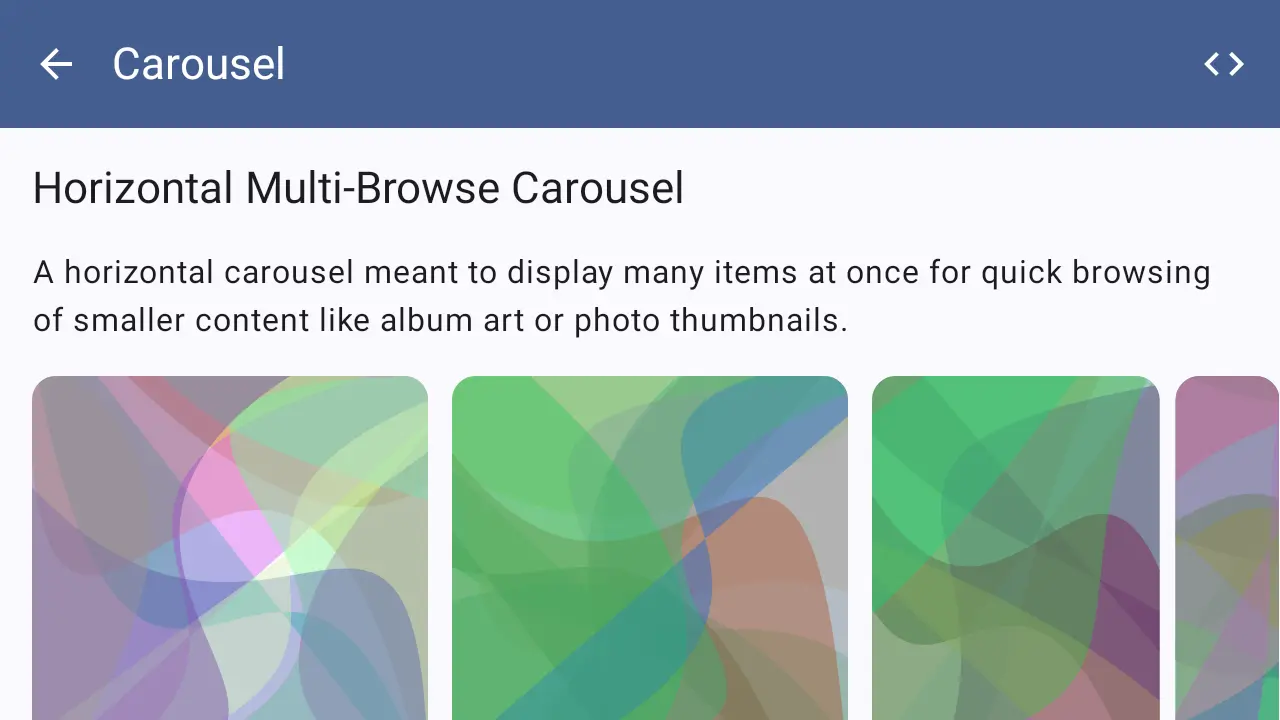 Carousel
Horizontal Multi-Browse Carousel
A horizontal carousel meant to display many items at once for quick browsing
of smaller content like album art or photo thumbnails.